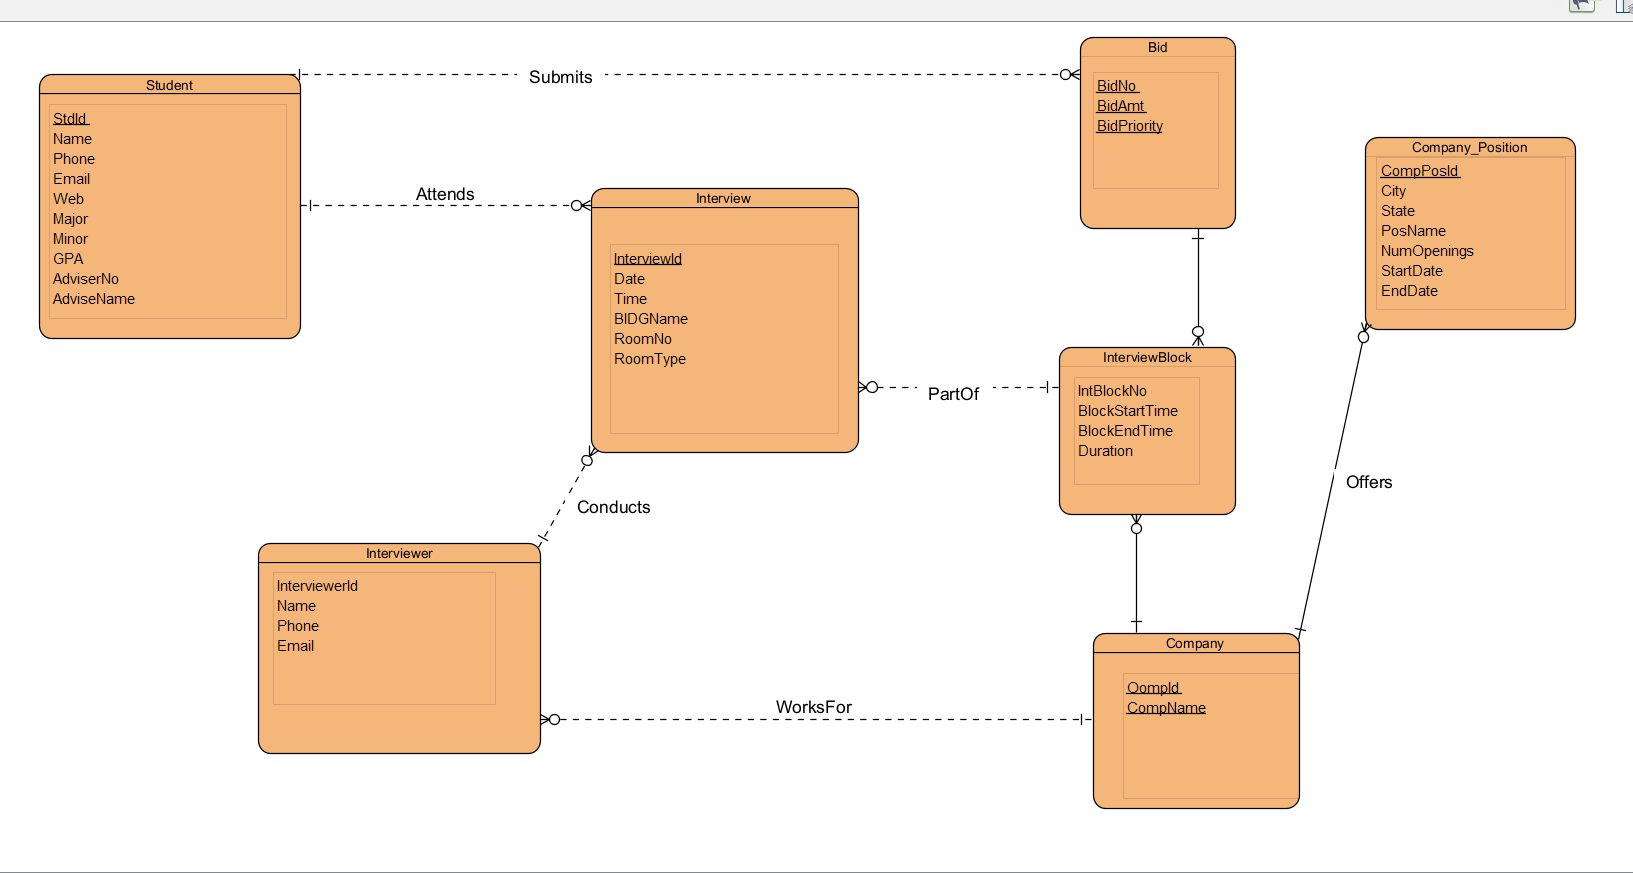 Student
StdId
Name
Phone
Email
Web
Major
Minor
GPA
AdviserNo
AdviseName
Submits
Bid
BidNo
BidAmt
BidPriority
Attends
Interview
InterviewId
Date
Time
BIDGName
RoomNo
RoomType
Company_Position
CompPosId
City
State
PosName
NumOpenings
StartDate
EndDate
PartOf
InterviewBlock
IntBlockNo
BlockStartTime
BlockEndTime
Duration
Offers
Conducts
Interviewer
InterviewerId
Name
Phone
Email
WorksFor
Company
OompId
CompName